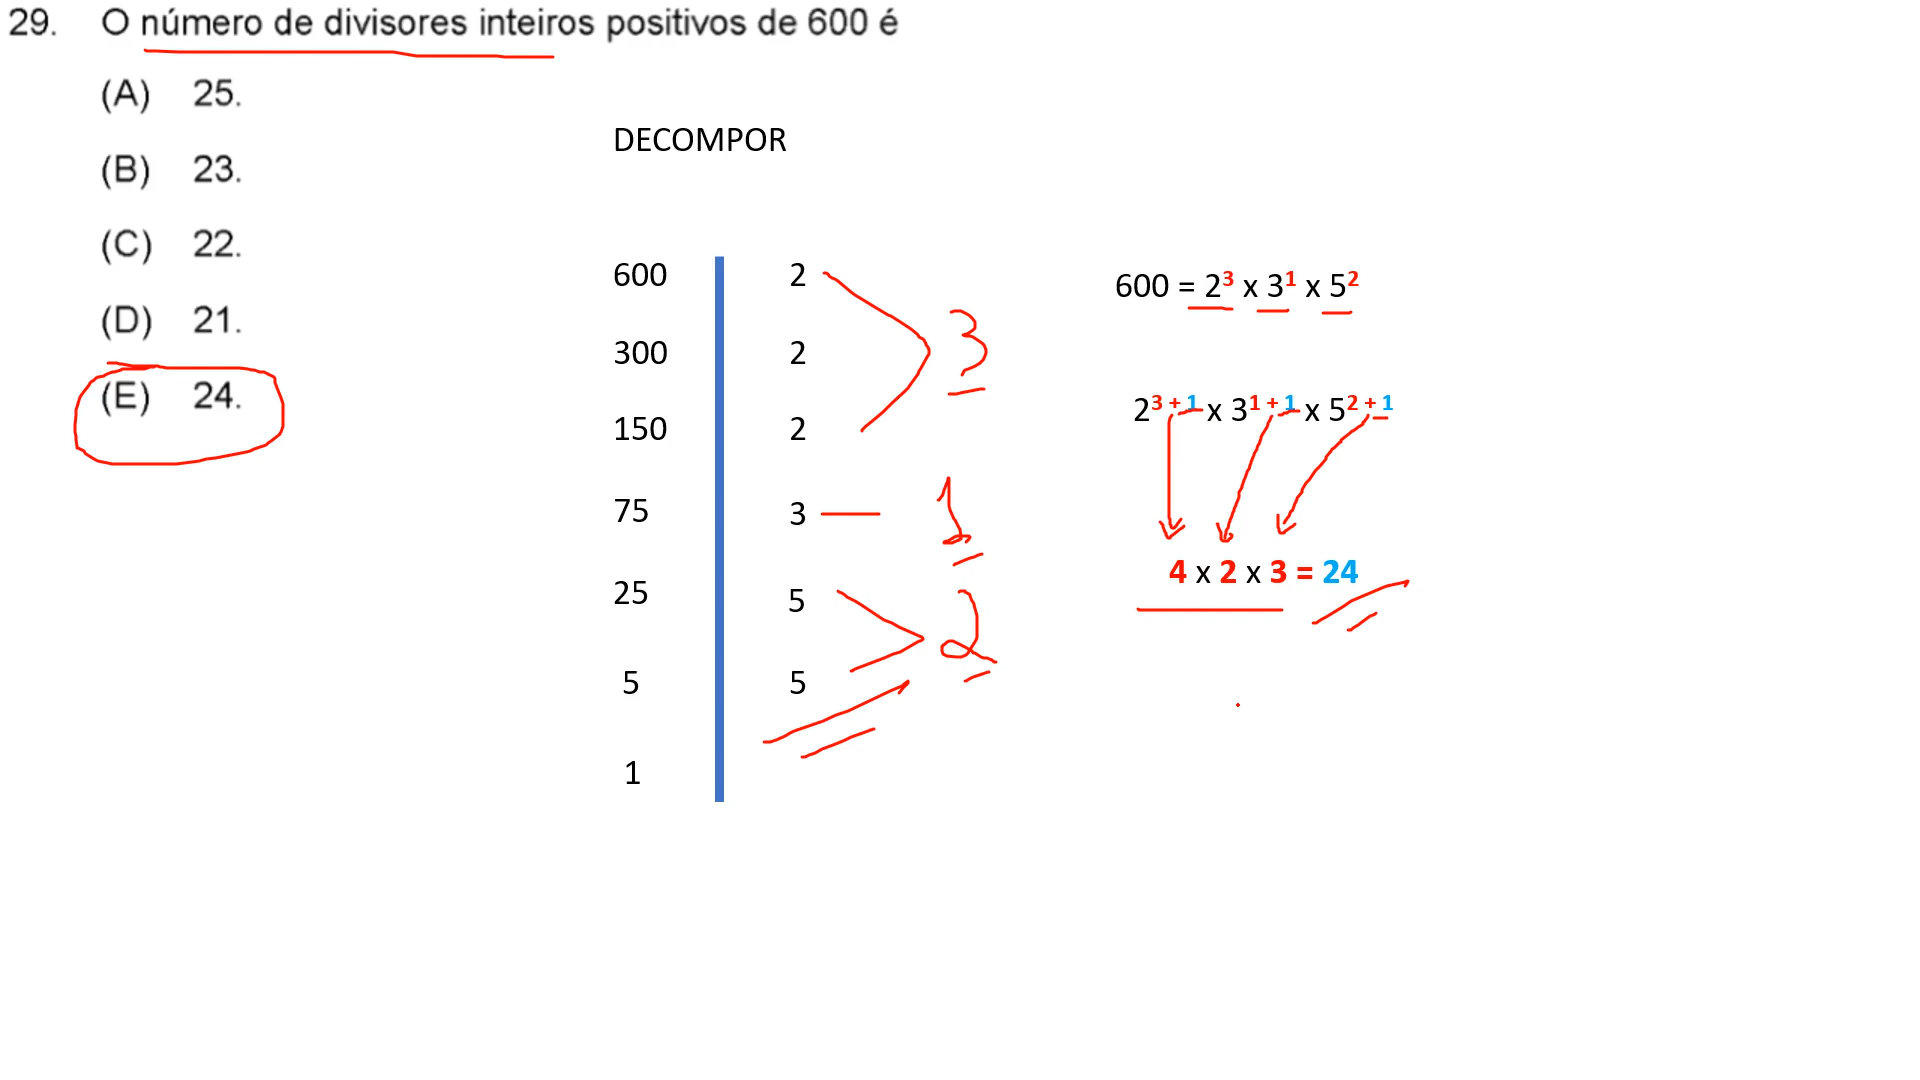 29. O número de divisores inteiros positivos de 600 é
(A) 25.
(B) 23.
(C) 22.
(D) 21.
(E) 24.
DECOMPOR
600 2
300 2
150 2
3
75 3
1
25 5
5 5
2
1
600 = 2³ x 3¹ x 5²
2³ ⁺ ¹ x 3¹ ⁺ ¹ x 5² ⁺ ¹
4 x 2 x 3 = 24